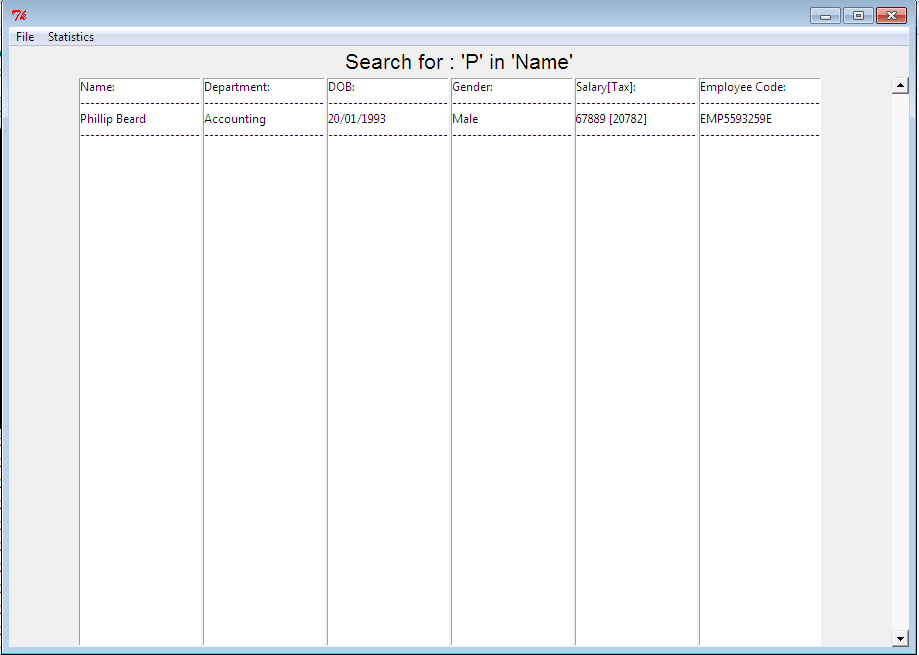 Tk
File Statistics
Search for : 'P' in 'Name'
Name: Department: DOB: Gender: Salary[Tax]: Employee Code:
Phillip Beard Accounting 20/01/1993 Male 67889 [20782] EMP5593259E